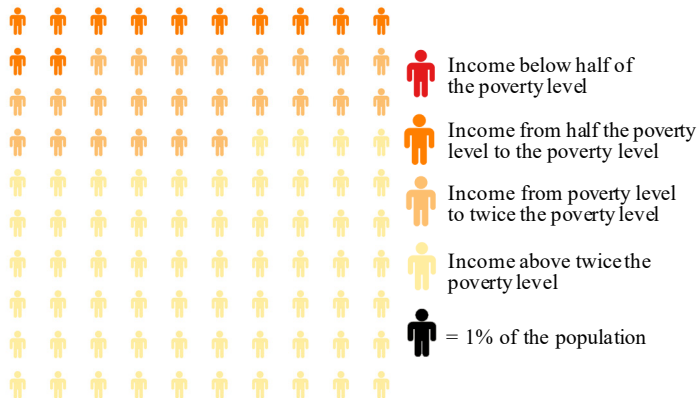 Income below half of
the poverty level
Income from half the poverty
level to the poverty level
Income from poverty level
to twice the poverty level
Income above twice the
poverty level
= 1% of the population